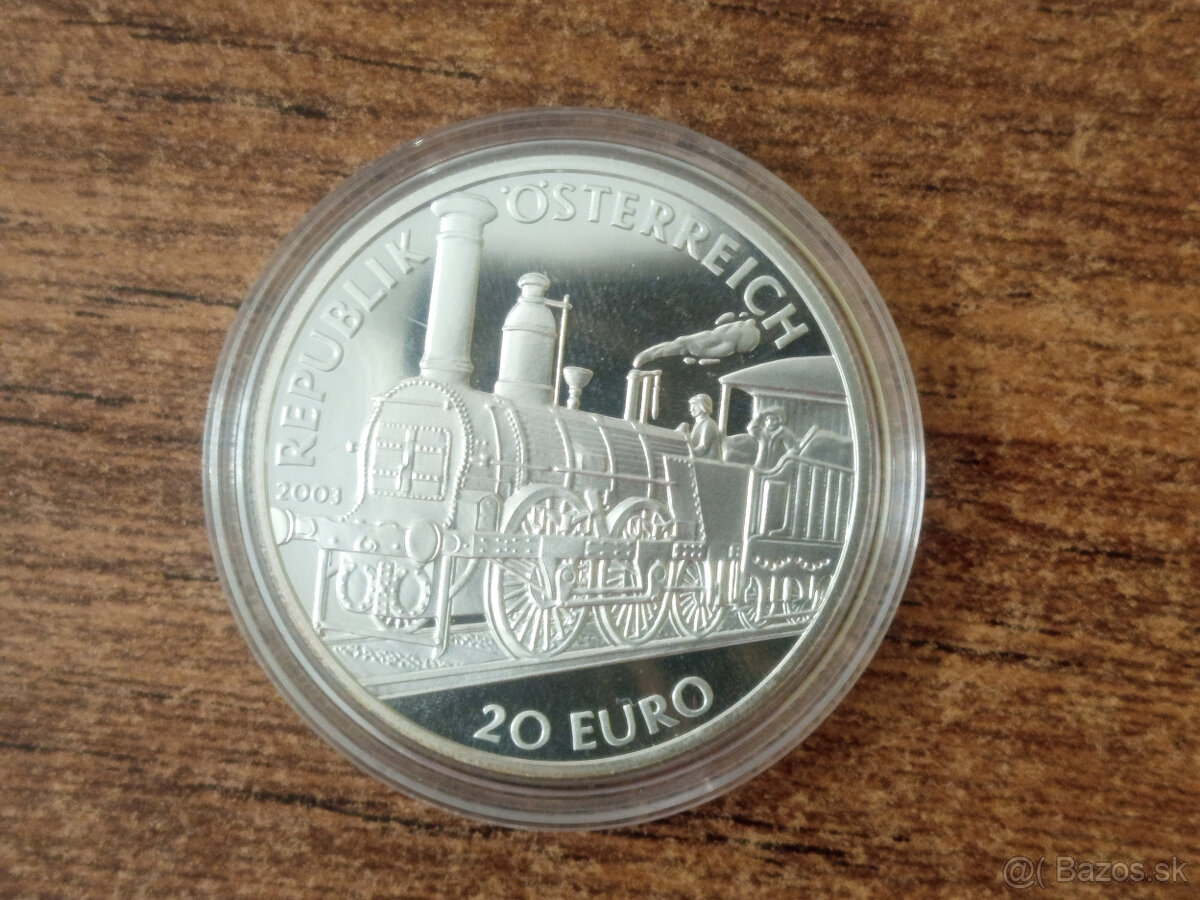 REPUBLIK ÖSTERREICH
2003
20 EURO
@( Bazos.sk